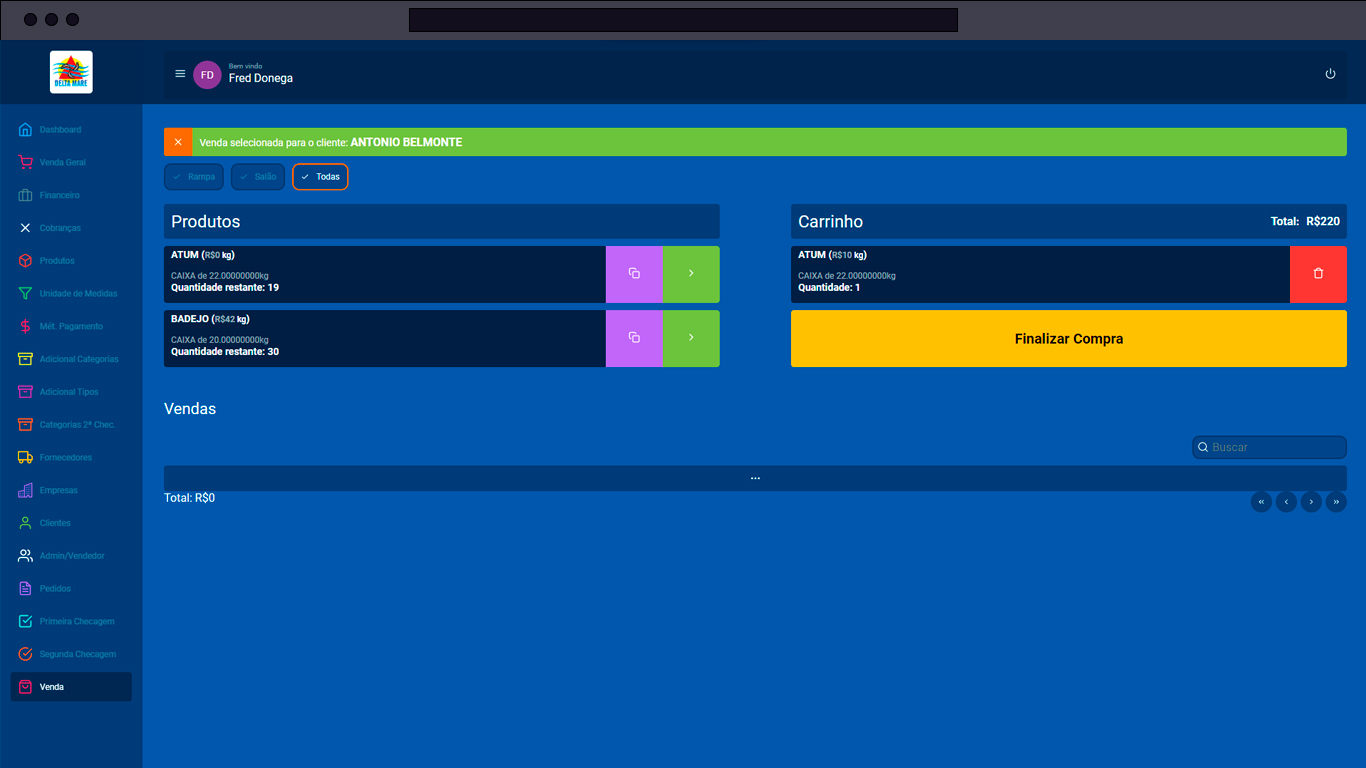 DELTA MARE
FD
Bem vindo
Fred Donega
Dashboard
Venda Geral
Financeiro
Cobranças
Produtos
Unidade de Medidas
Mét. Pagamento
Adicional Categorias
Adicional Tipos
Categorias 2ª Chec.
Fornecedores
Empresas
Clientes
Admin/Vendedor
Pedidos
Primeira Checagem
Segunda Checagem
Venda
Venda selecionada para o cliente: ANTONIO BELMONTE
Rampa Salão Todas
Produtos
ATUM (R$0 kg)
CAIXA de 22.00000000kg
Quantidade restante: 19
BADEJO (R$42 kg)
CAIXA de 20.00000000kg
Quantidade restante: 30
Carrinho Total: R$220
ATUM (R$10 kg)
CAIXA de 22.00000000kg
Quantidade: 1
Finalizar Compra
Vendas
Buscar
...
Total: R$0
« ‹ › »